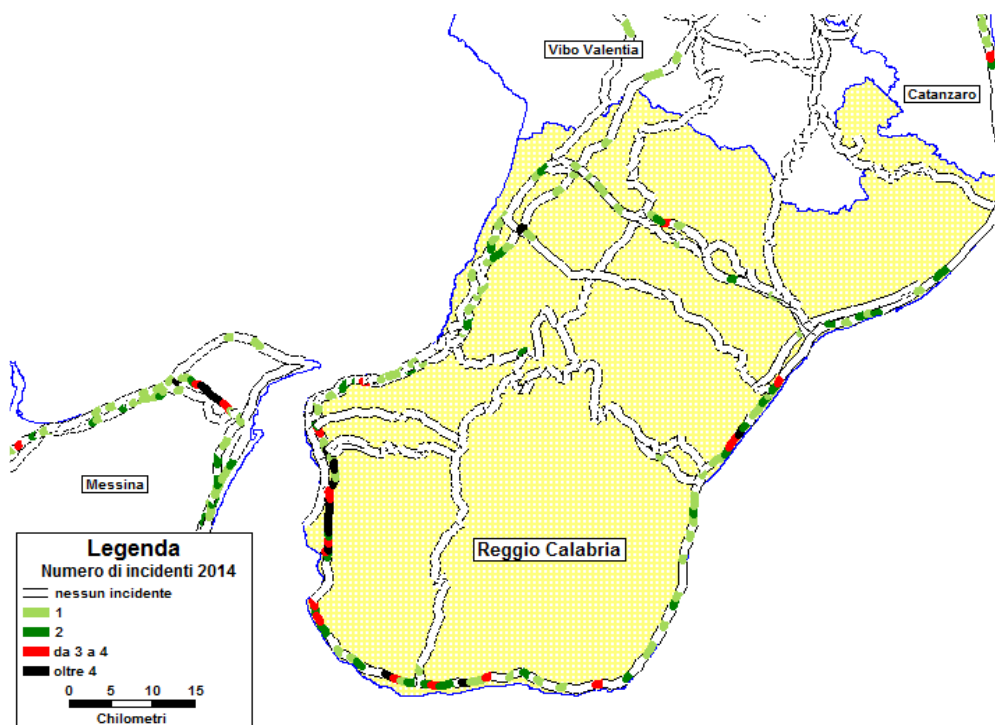 Vibo Valentia
Catanzaro
Messina
Reggio Calabria
Legenda
Numero di incidenti 2014
nessun incidente
1
2
da 3 a 4
oltre 4
0 5 10 15
Chilometri